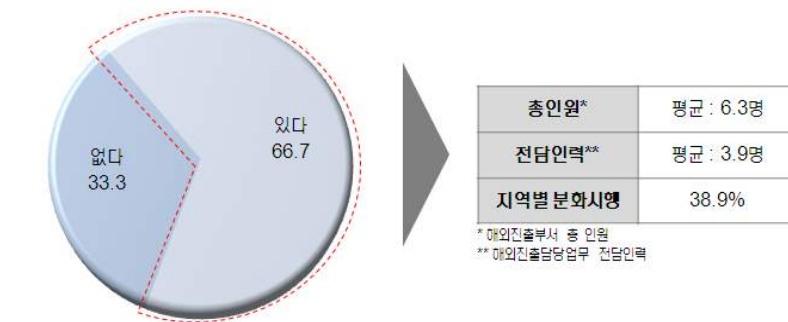 있다
66.7
없다
33.3
총인원* 평균 : 6.3명
전담인력** 평균 : 3.9명
지역별 분화시행 38.9%
* 해외진출부서 총 인원
** 해외진출담당업무 전담인력